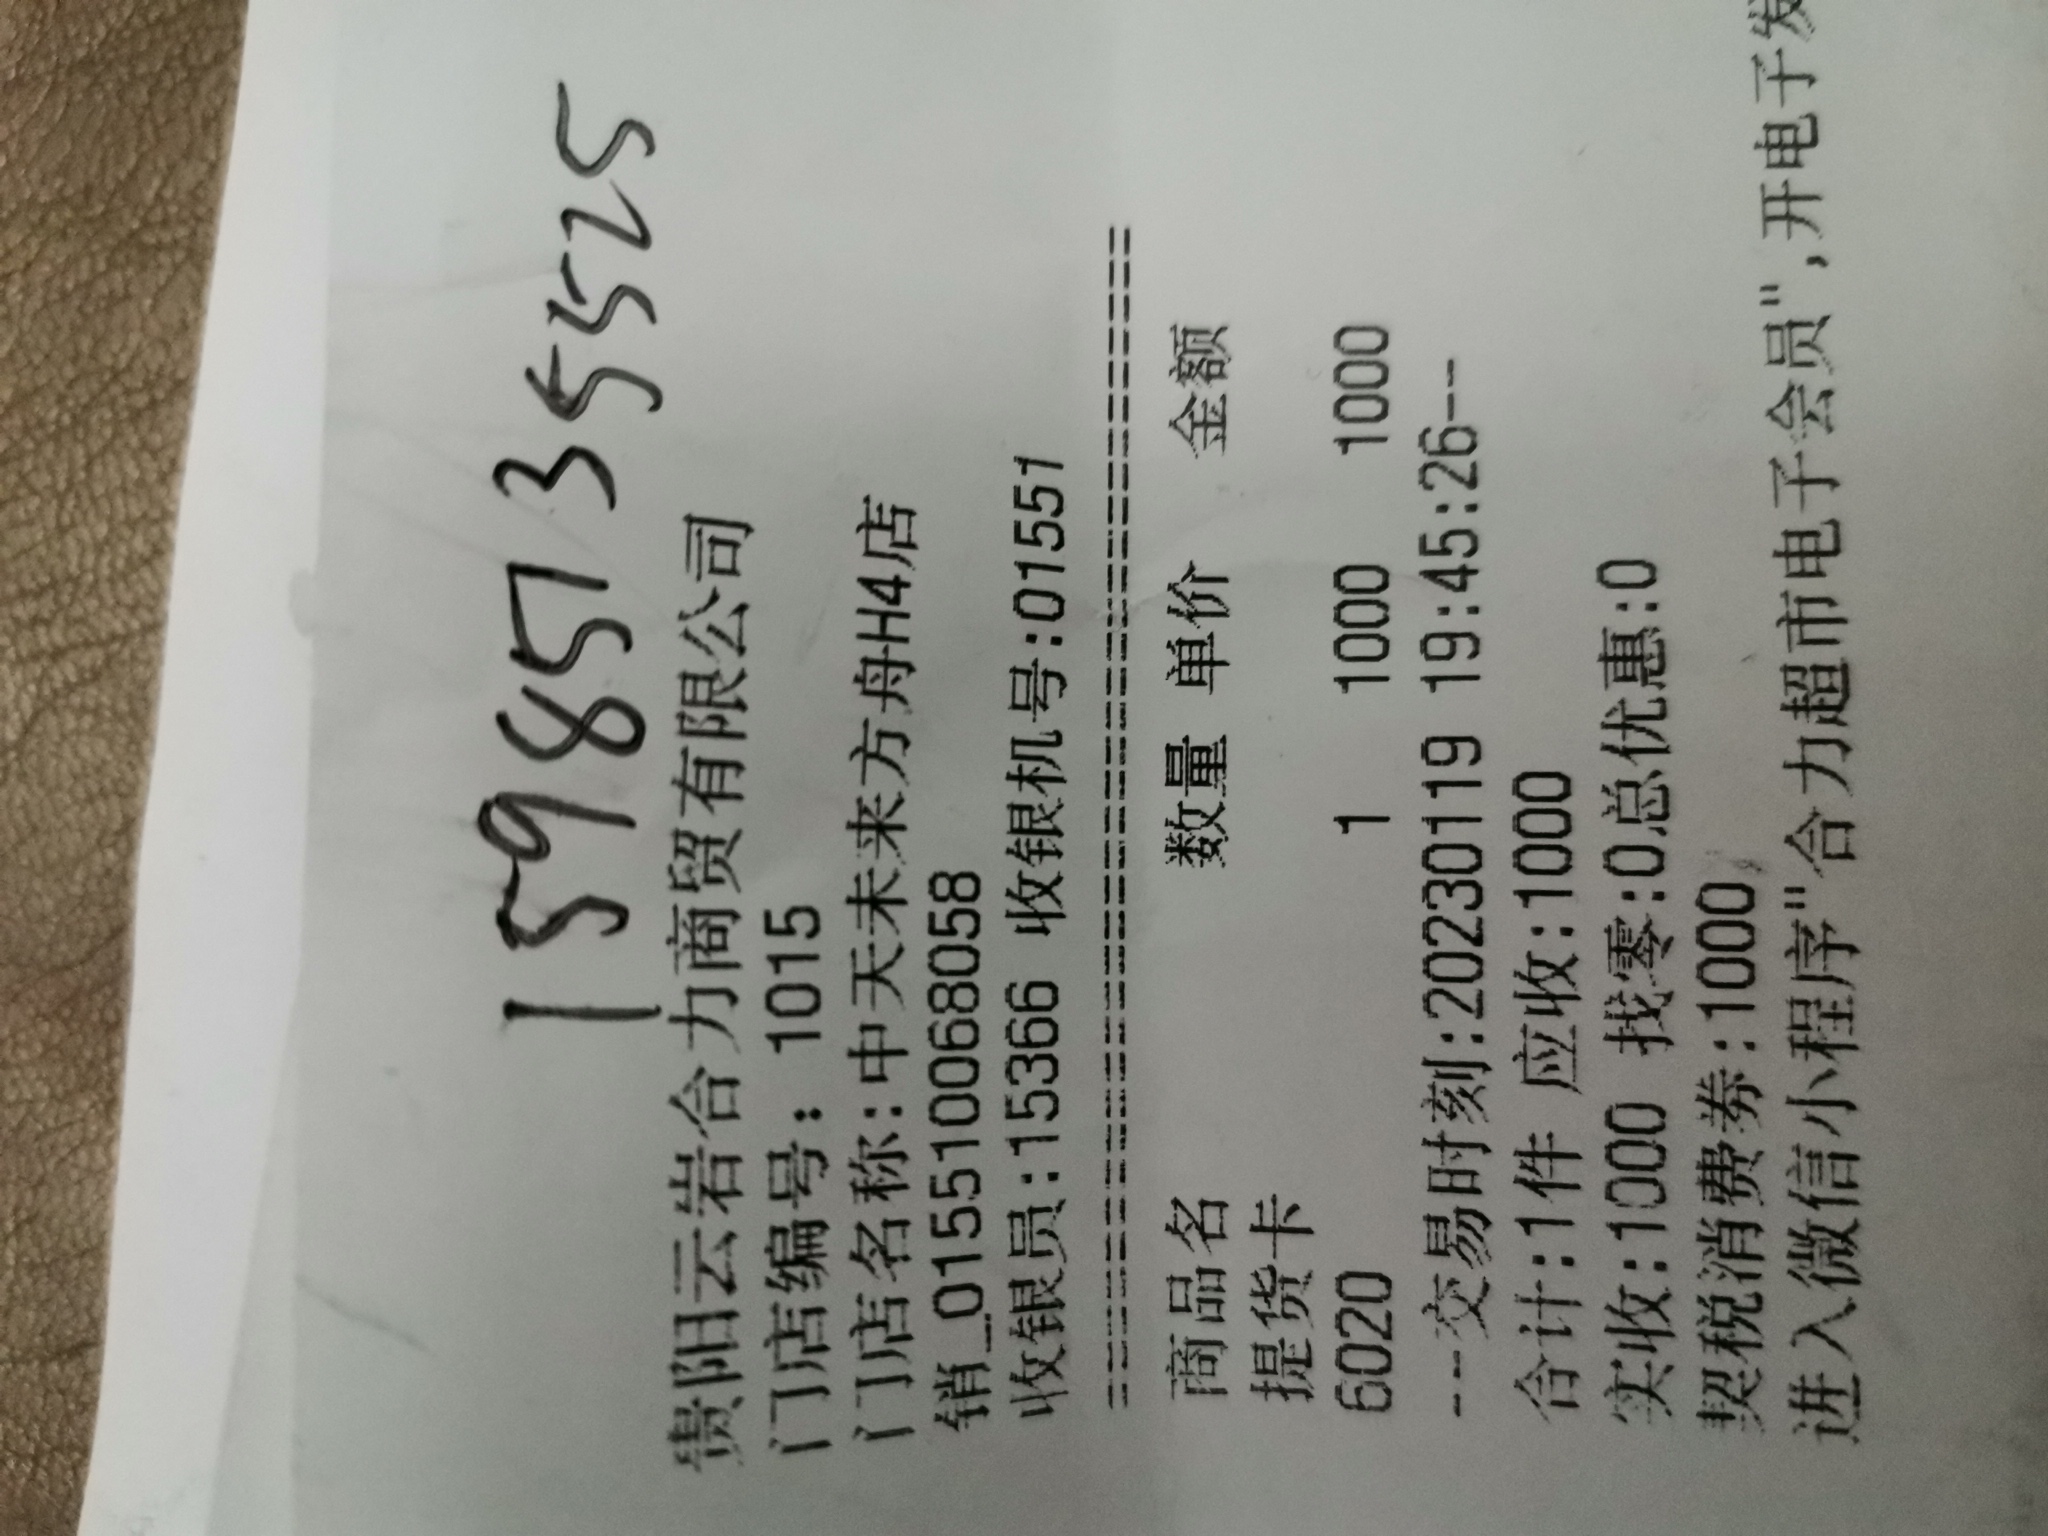 15985135525
贵阳云岩合力商贸有限公司
门店编号：1015
门店名称:中天未来方舟H4店
销_015510068058
收银员:15366 收银机号:01551
商品名 数量 单价 金额
提货卡
6020 1 1000 1000
---交易时刻:20230119 19:45:26--
合计:1件 应收:1000
实收:1000 找零:0总优惠:0
契税消费券:1000
进入微信小程序"合力超市电子会员",开电子发